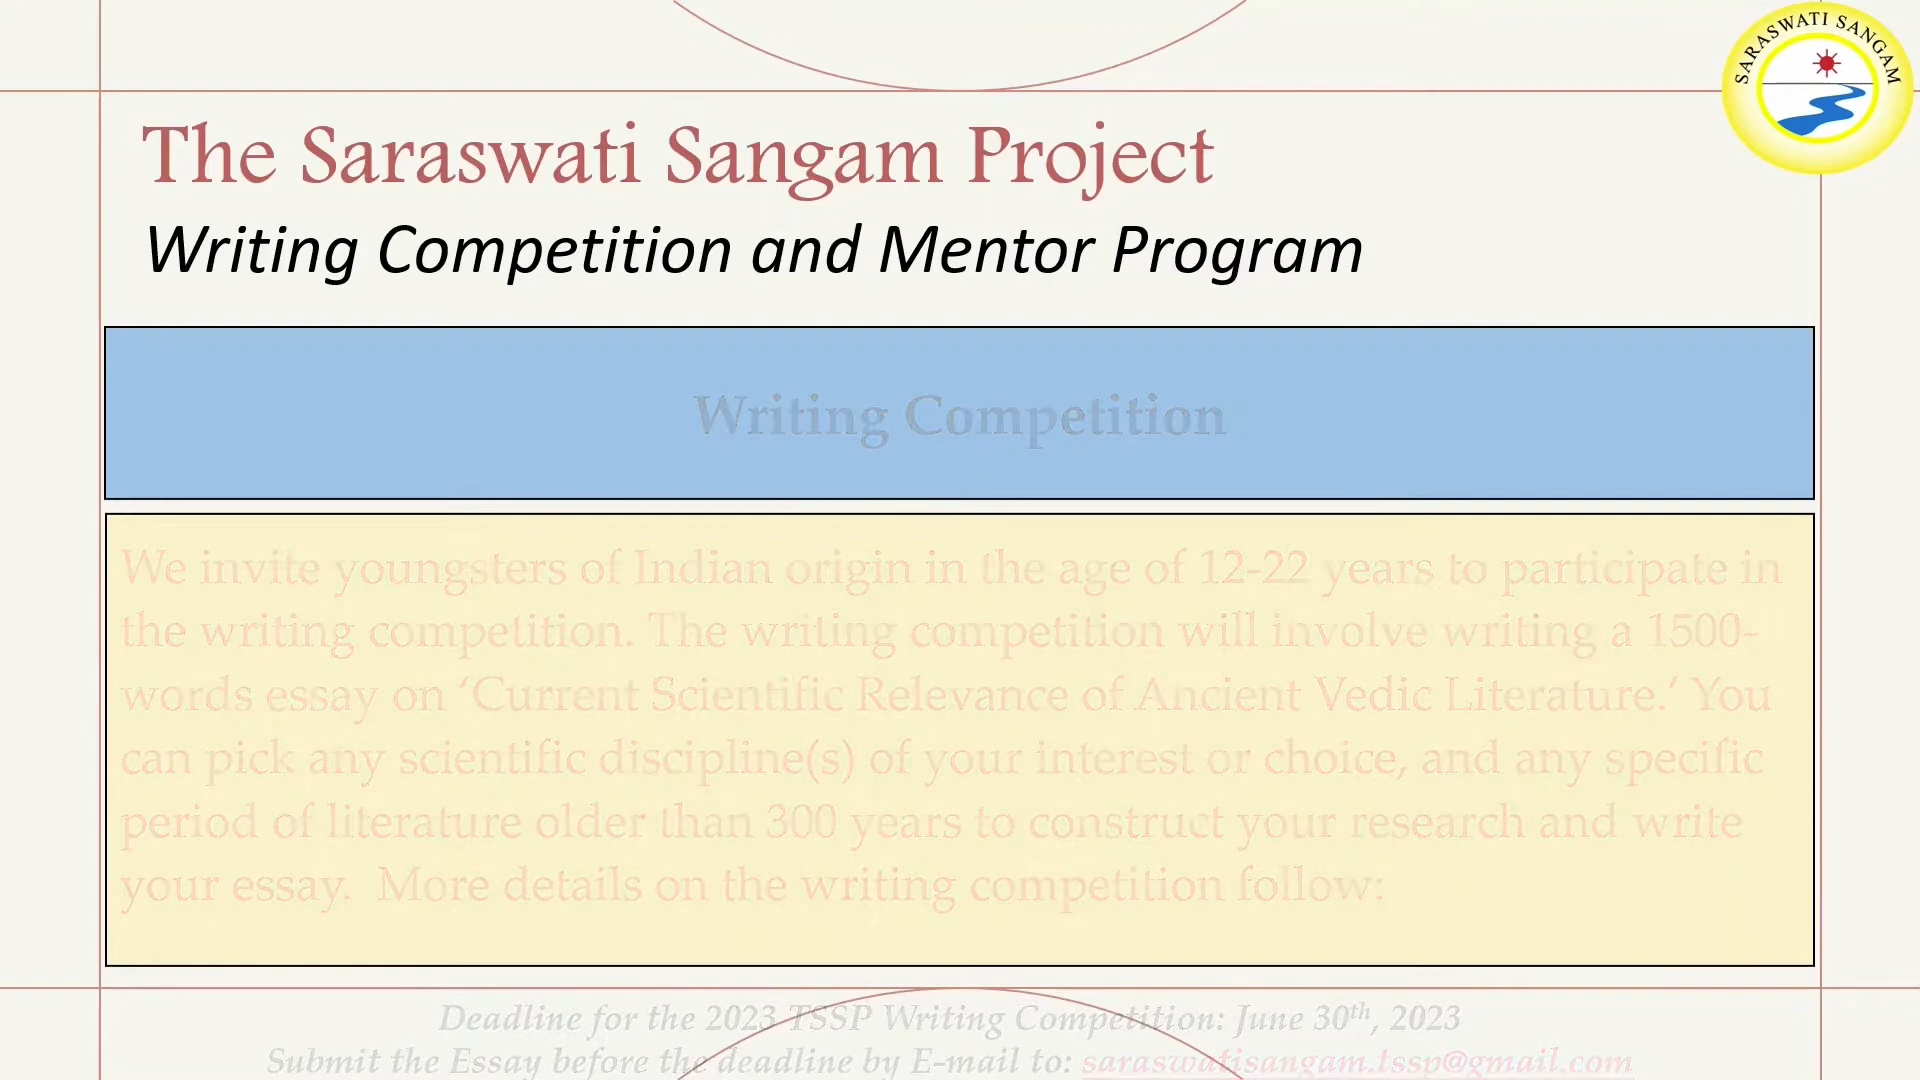 SARASWATI SANGAM
The Saraswati Sangam Project
Writing Competition and Mentor Program
Writing Competition
We invite youngsters of Indian origin in the age of 12-22 years to participate in
the writing competition. The writing competition will involve writing a 1500-
words essay on ‘Current Scientific Relevance of Ancient Vedic Literature.’ You
can pick any scientific discipline(s) of your interest or choice, and any specific
period of literature older than 300 years to construct your research and write
your essay. More details on the writing competition follow:
Deadline for the 2023 TSSP Writing Competition: June 30th, 2023
Submit the Essay before the deadline by E-mail to: saraswatisangam.tssp@gmail.com